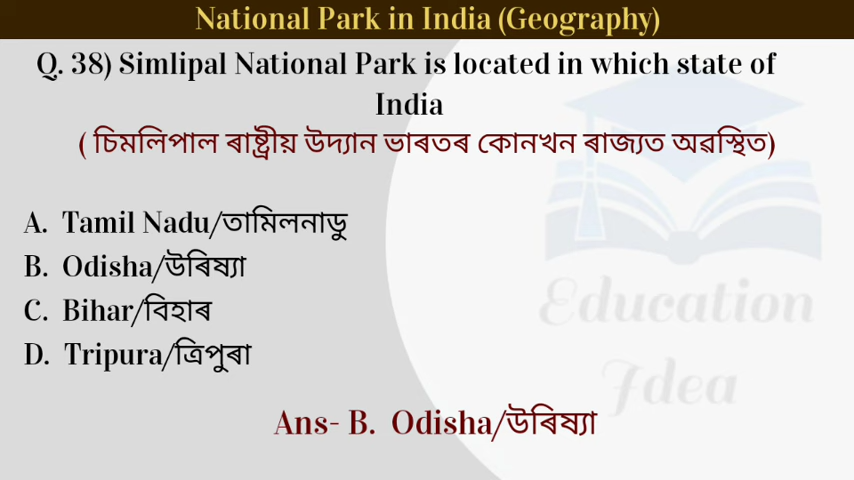 National Park in India (Geography)
Q. 38) Simlipal National Park is located in which state of
India
( চিমলিপাল ৰাষ্ট্ৰীয় উদ্যান ভাৰতৰ কোনখন ৰাজ্যত অৱস্থিত)
A. Tamil Nadu/তামিলনাডু
B. Odisha/উৰিষ্যা
C. Bihar/বিহাৰ
D. Tripura/ত্ৰিপুৰা
Education
Idea
Ans- B. Odisha/উৰিষ্যা